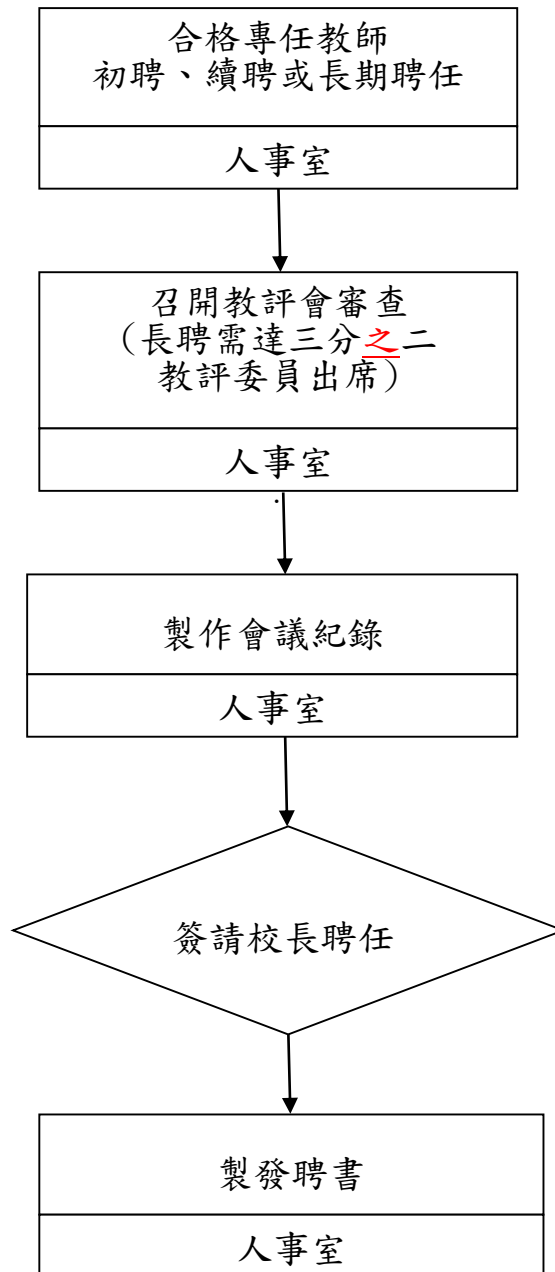 合格專任教師
初聘、續聘或長期聘任
人事室
召開教評會審查
（長聘需達三分之二
教評委員出席）
人事室
.
製作會議紀錄
人事室
簽請校長聘任
製發聘書
人事室